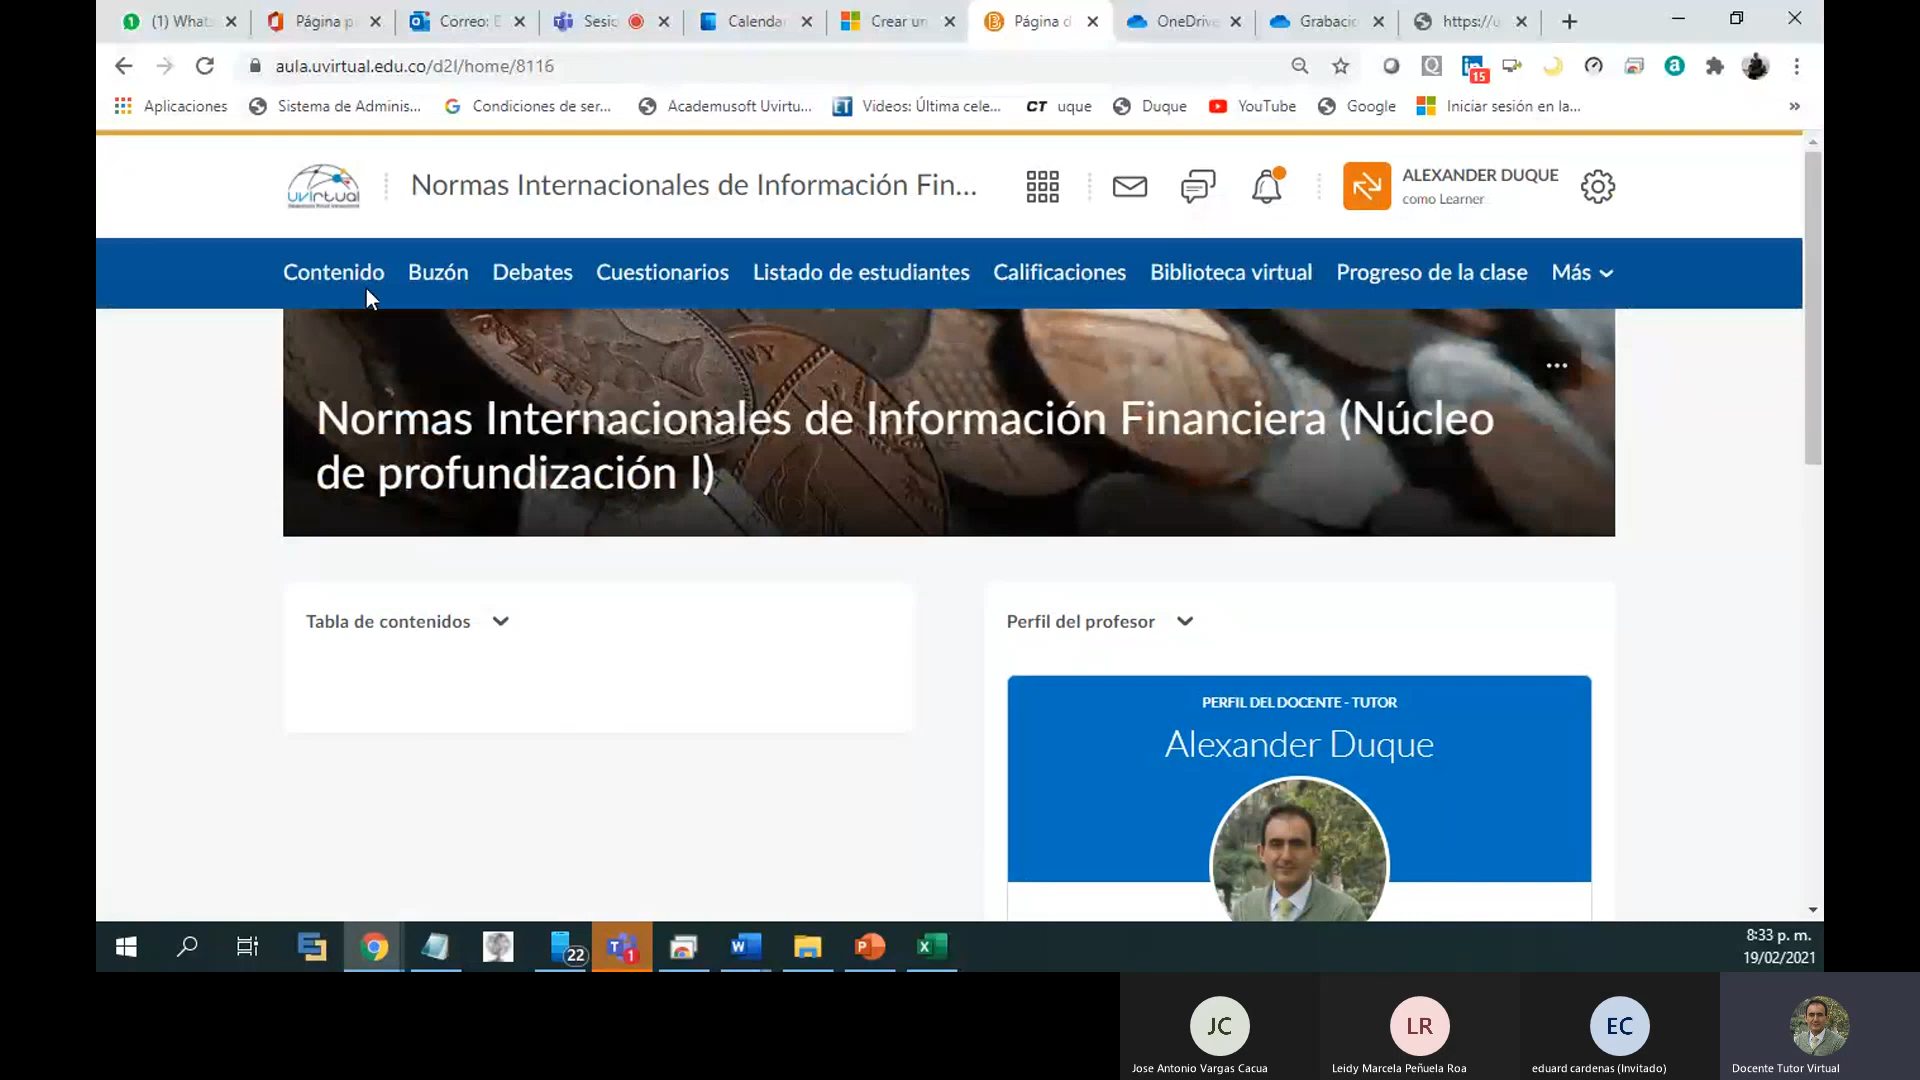 (1) What
Página p
Correo: E
Sesic
Calenda
Crear un
Página d
OneDrive
Grabacio
https://u
aula.uvirtual.edu.co/d2l/home/8116
15
Aplicaciones
Sistema de Adminis...
Condiciones de ser...
Academusoft Uvirtu...
ET
Videos: Última cele...
CT
uque
Duque
YouTube
Google
Iniciar sesión en la...
»
uvirtual
Normas Internacionales de Información Fin...
ALEXANDER DUQUE
como Learner
Contenido Buzón Debates Cuestionarios Listado de estudiantes Calificaciones Biblioteca virtual Progreso de la clase Más
Normas Internacionales de Información Financiera (Núcleo
de profundización I)
Tabla de contenidos
Perfil del profesor
PERFIL DEL DOCENTE - TUTOR
Alexander Duque
22
1
8:33 p. m.
19/02/2021
JC
LR
EC
Jose Antonio Vargas Cacua
Leidy Marcela Peñuela Roa
eduard cardenas (Invitado)
Docente Tutor Virtual